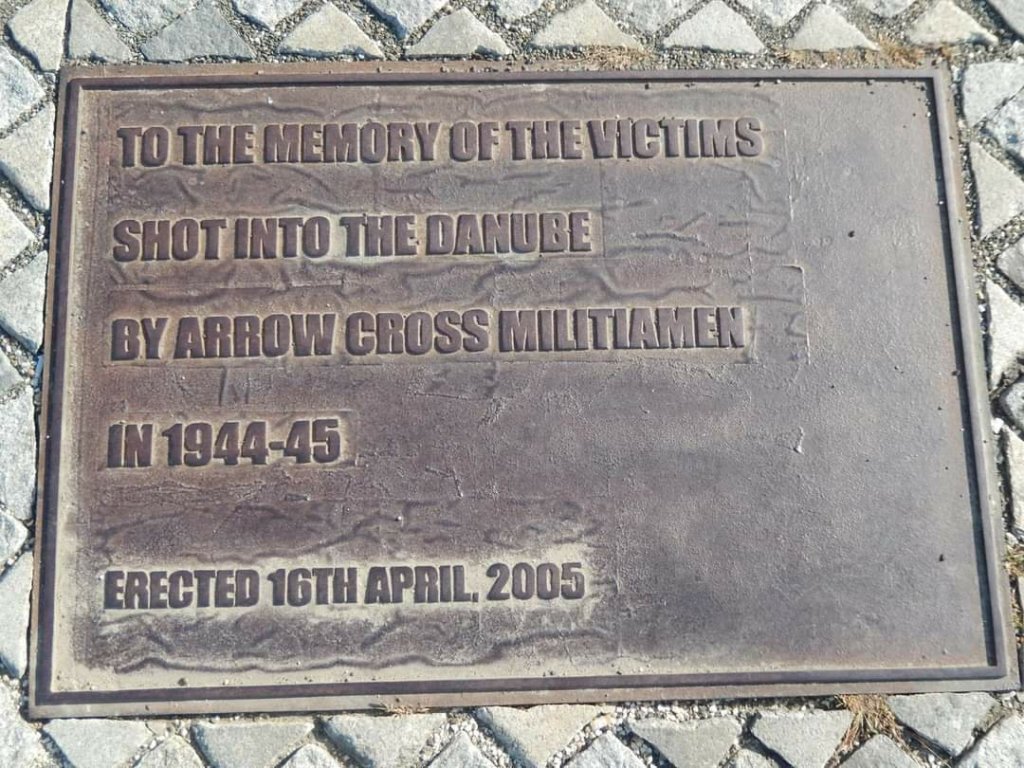 TO THE MEMORY OF THE VICTIMS
SHOT INTO THE DANUBE
BY ARROW CROSS MILITIAMEN
IN 1944-45
ERECTED 16TH APRIL, 2005